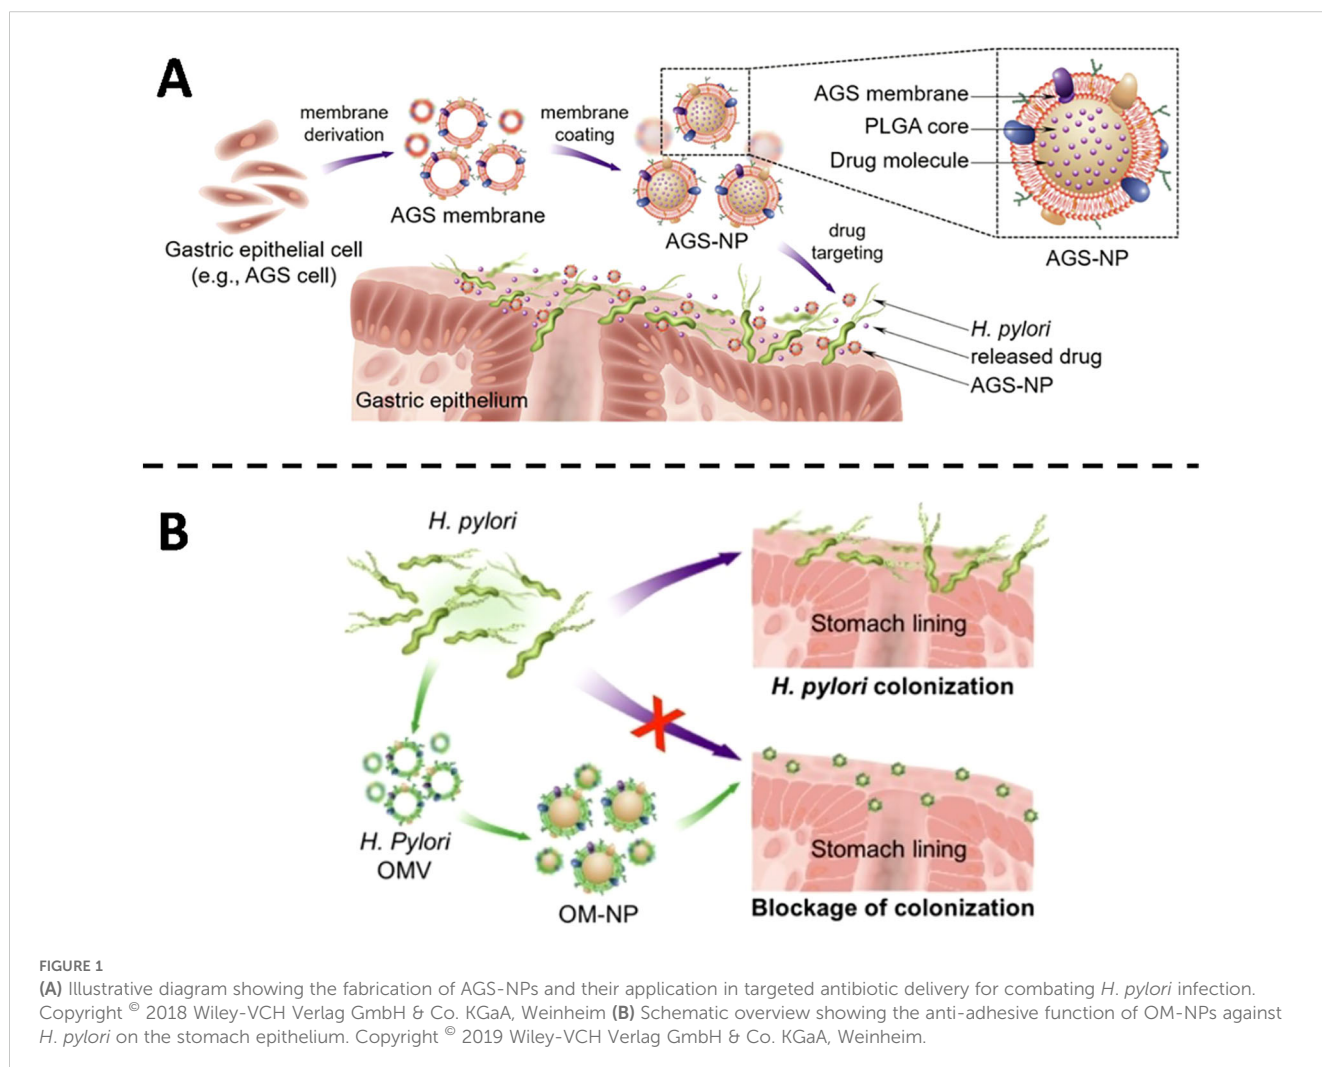 A
membrane
derivation
membrane
coating
AGS membrane
PLGA core
Drug molecule
AGS membrane
Gastric epithelial cell
(e.g., AGS cell)
AGS-NP
drug
targeting
AGS-NP
H. pylori
released drug
AGS-NP
Gastric epithelium
B
H. pylori
Stomach lining
H. pylori colonization
H. Pylori
OMV
OM-NP
Stomach lining
Blockage of colonization
FIGURE 1
(A) Illustrative diagram showing the fabrication of AGS-NPs and their application in targeted antibiotic delivery for combating H. pylori infection.
Copyright © 2018 Wiley-VCH Verlag GmbH & Co. KGaA, Weinheim (B) Schematic overview showing the anti-adhesive function of OM-NPs against
H. pylori on the stomach epithelium. Copyright © 2019 Wiley-VCH Verlag GmbH & Co. KGaA, Weinheim.